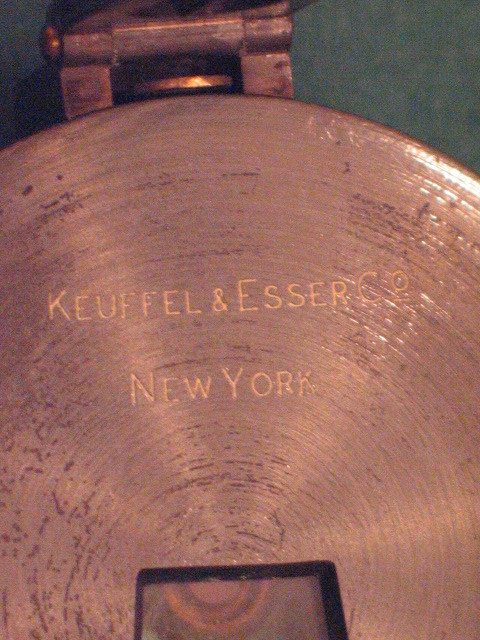 KEUFFEL & ESSER Cº
NEW YORK